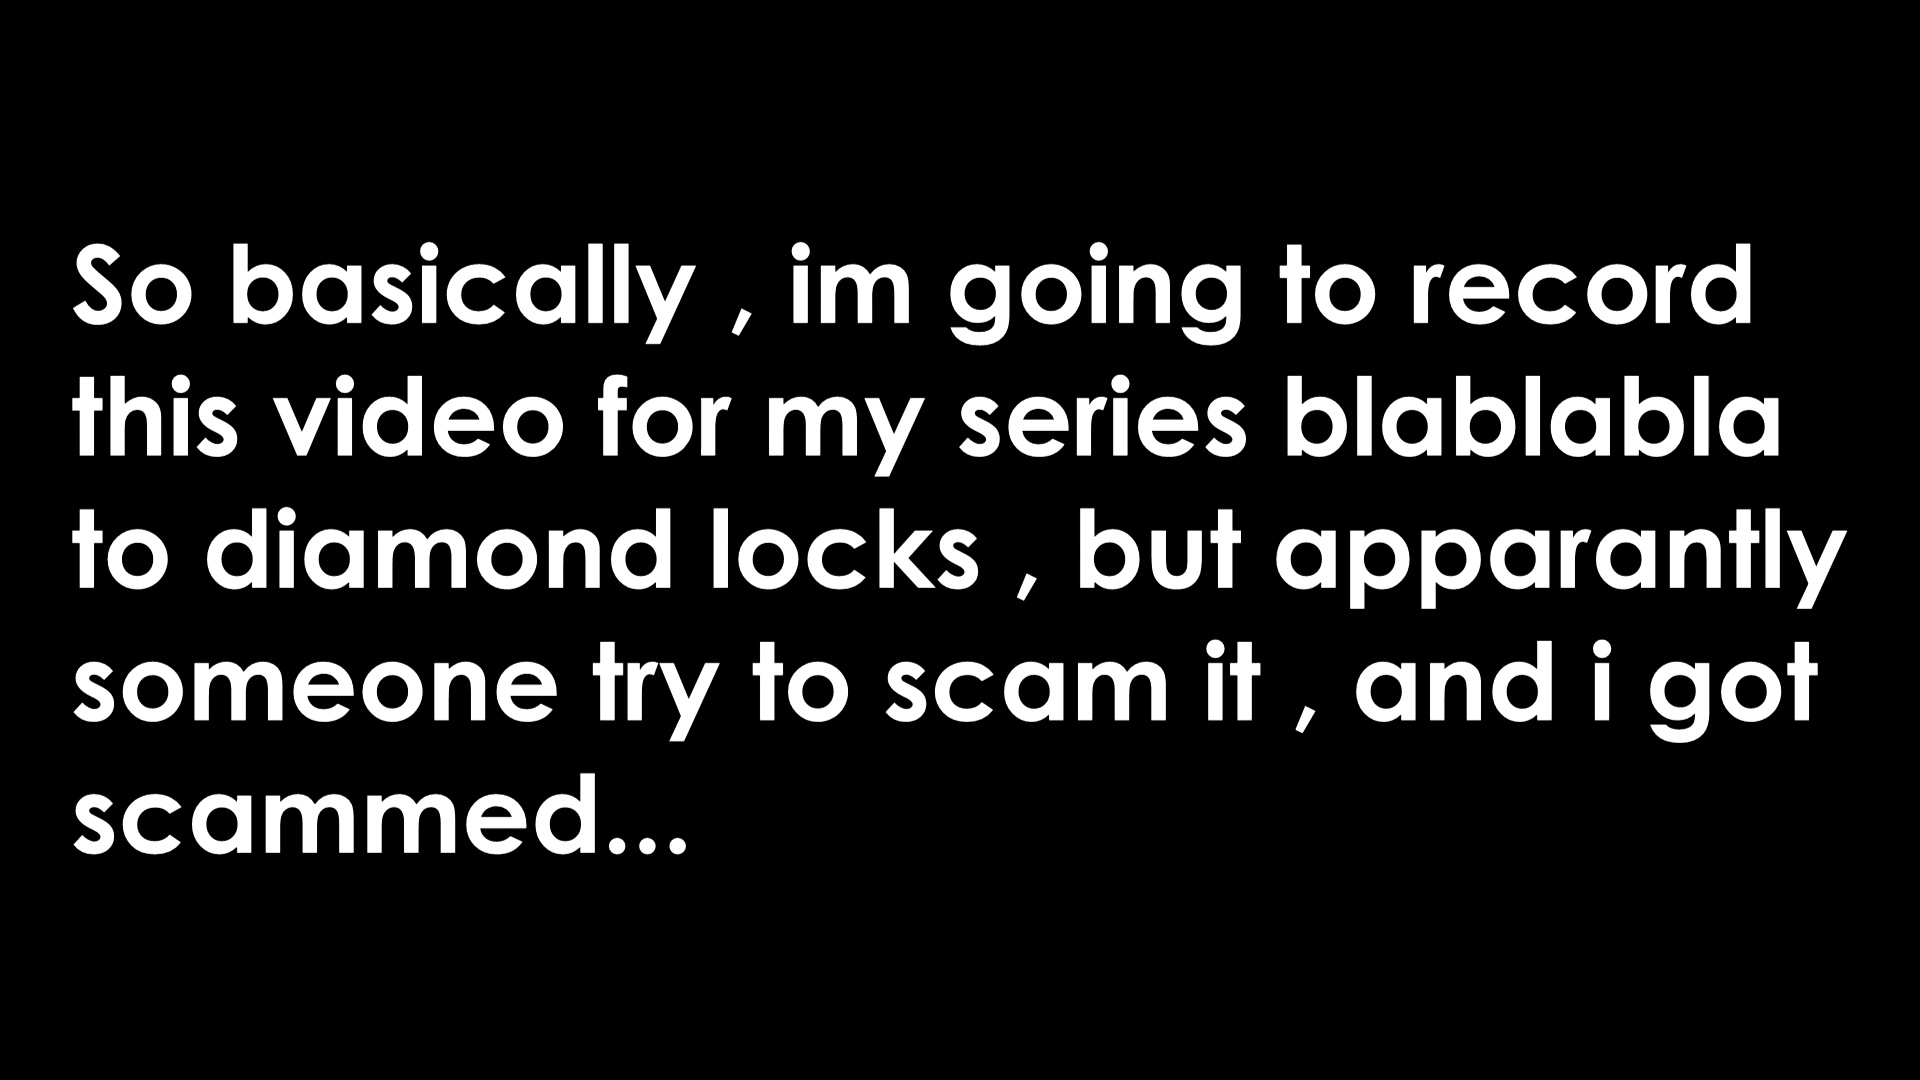 So basically , im going to record
this video for my series blablabla
to diamond locks , but apparantly
someone try to scam it , and i got
scammed...